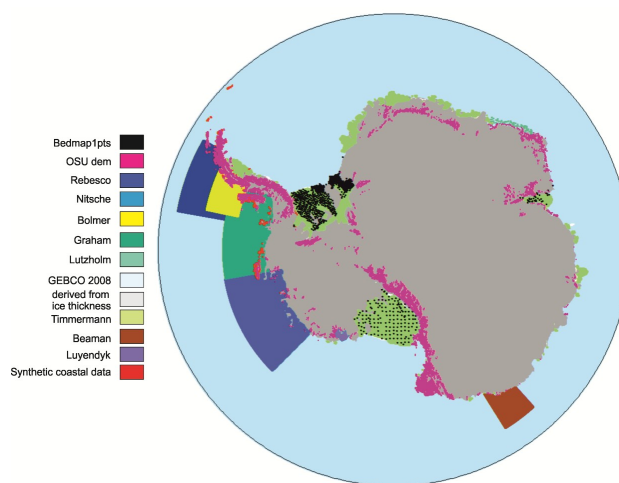 Bedmap1pts
OSU dem
Rebesco
Nitsche
Bolmer
Graham
Lutzholm
GEBCO 2008
derived from
ice thickness
Timmermann
Beaman
Luyendyk
Synthetic coastal data